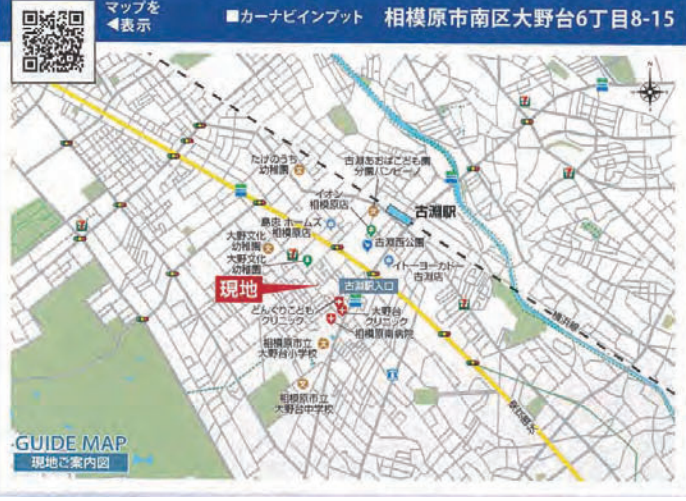 マップを
◀表示
■カーナビインプット 相模原市南区大野台6丁目8-15
N
たけのうち
幼稚園
古淵あおばこども園
分園バンビーノ
イオン
相模原店
古淵駅
島忠 ホームズ
相模原店
大野文化
幼稚園
古淵西公園
大野文化
幼稚園
イトーヨーカドー
古淵店
現地
古淵駅入口
どんぐりこども
クリニック
大野台
クリニック
相模原南病院
横浜線
相模原市立
大野台小学校
相模原市立
大野台中学校
GUIDE MAP
現地ご案内図